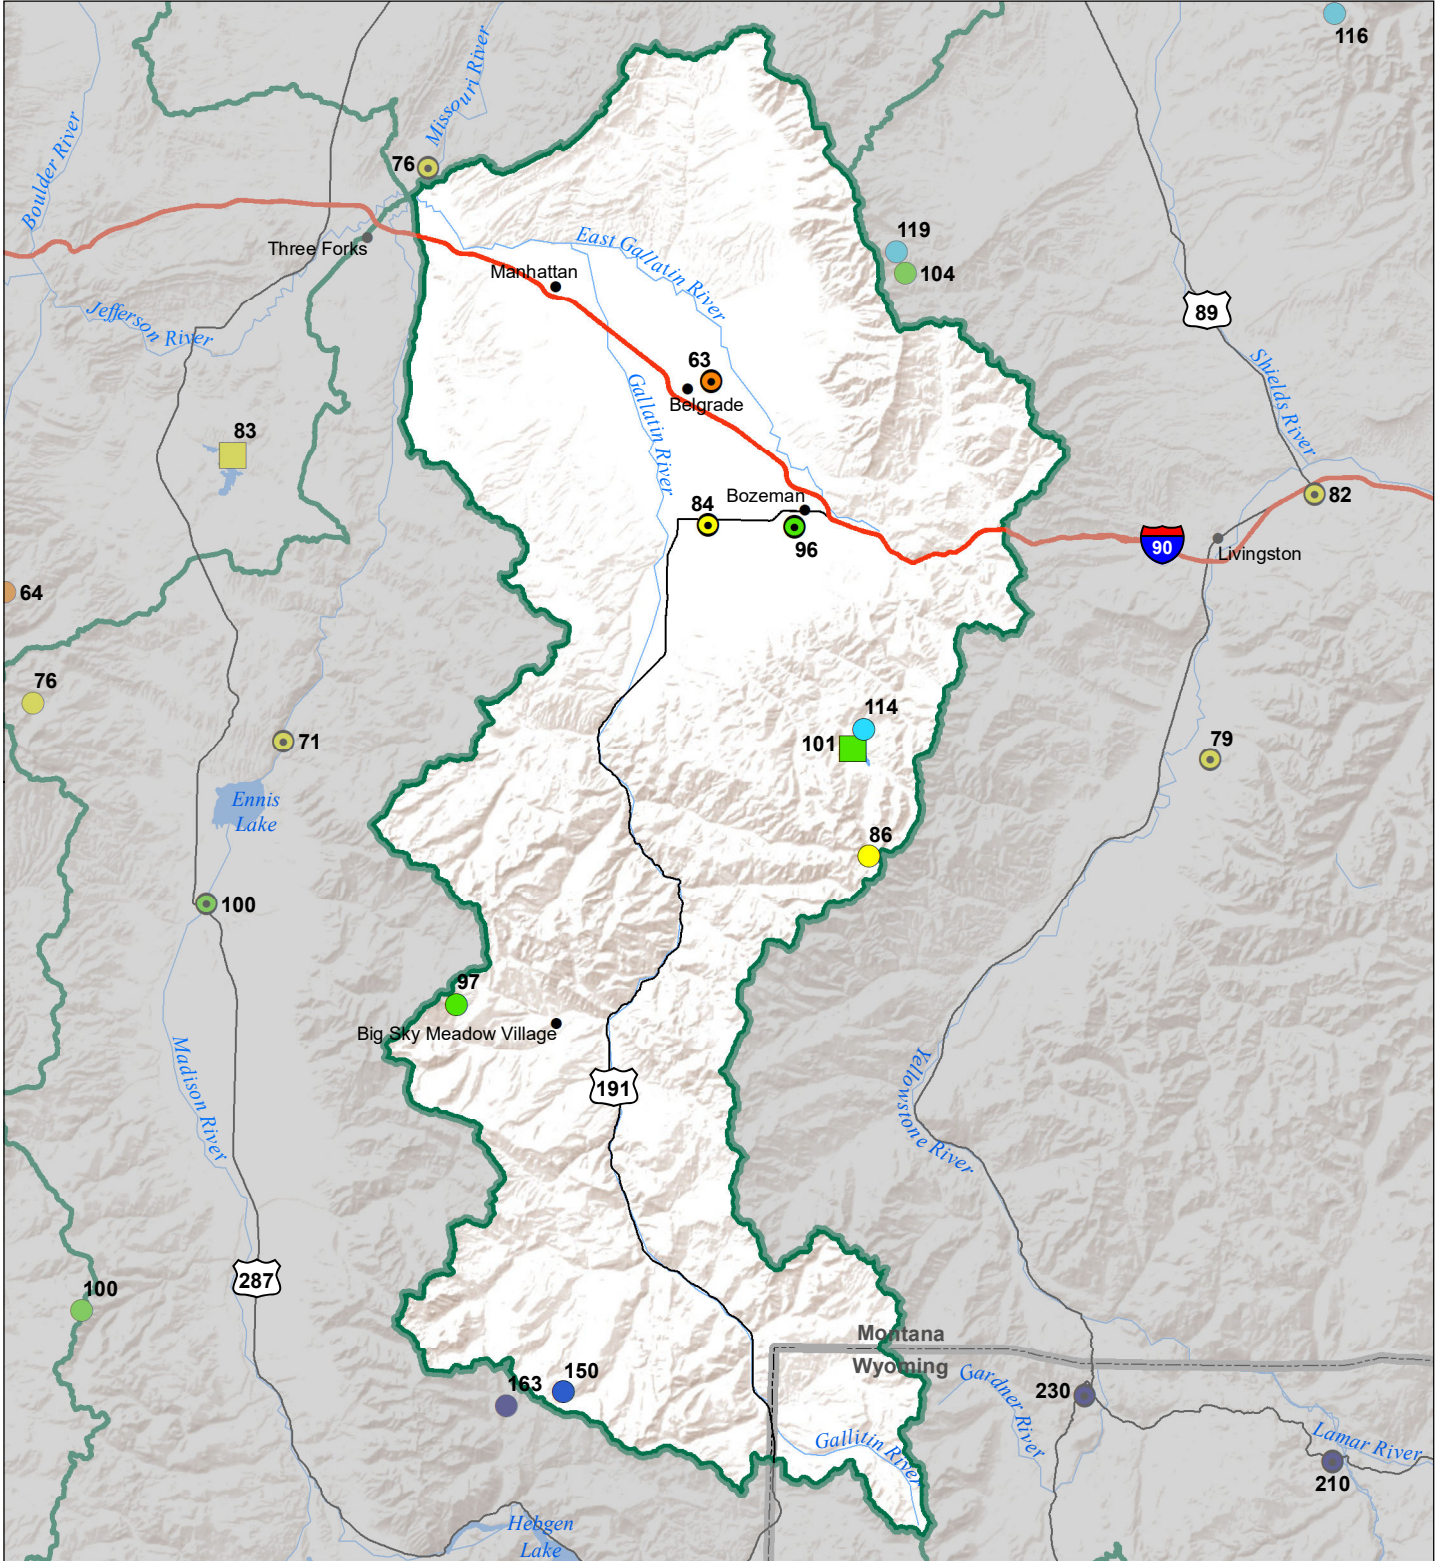 116
Missouri River
Boulder River
76
119
104
Three Forks
East Gallatin River
Manhattan
89
Jefferson River
Shields River
63
Belgrade
Gallatin River
83
82
Bozeman
84
96
90
Livingston
64
76
114
101
71
79
Ennis
Lake
86
100
97
Big Sky Meadow Village
Madison River
191
Yellowstone River
287
100
Montana
Wyoming
163
150
Gardner River
230
Gallitin River
Lamar River
210
Hebgen
Lake